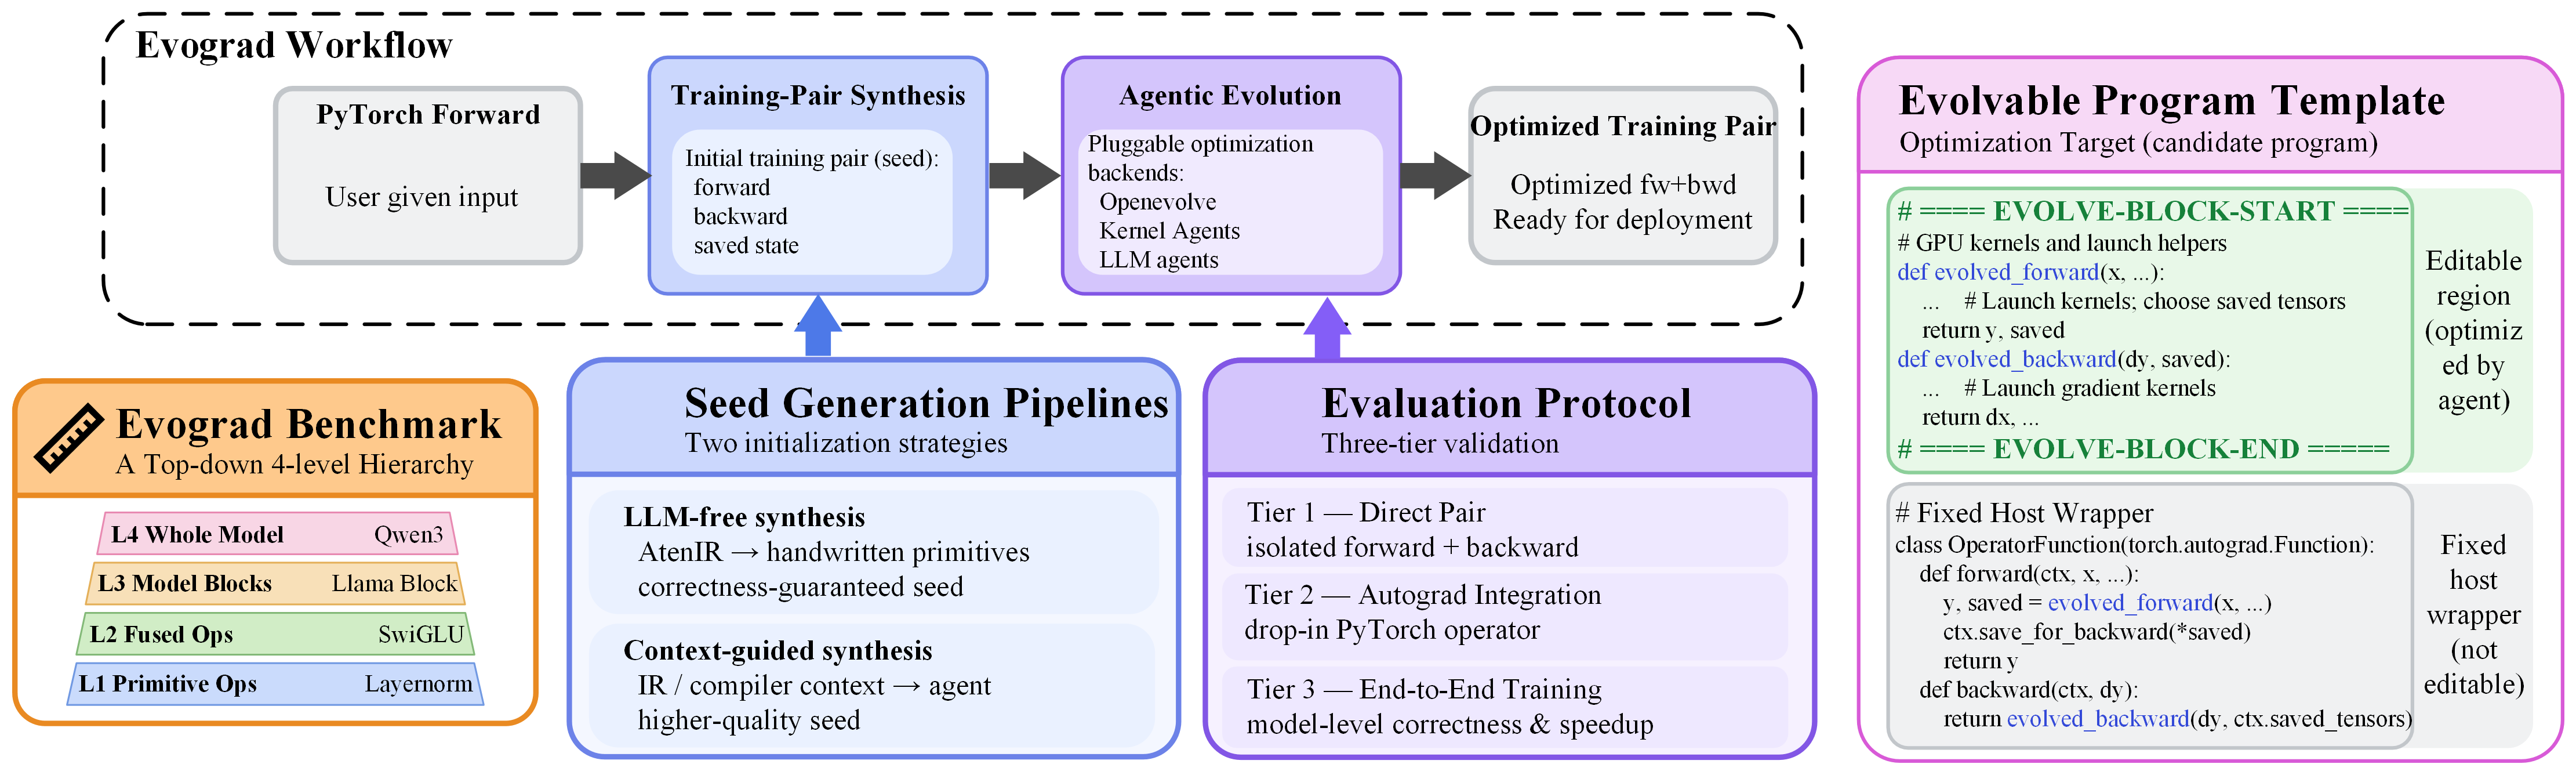 Evograd Workflow
PyTorch Forward
User given input
Training-Pair Synthesis
Initial training pair (seed):
forward
backward
saved state
Agentic Evolution
Pluggable optimization
backends:
Openevolve
Kernel Agents
LLM agents
Optimized Training Pair
Optimized fw+bwd
Ready for deployment
Evograd Benchmark
A Top-down 4-level Hierarchy
L4 Whole Model Qwen3
L3 Model Blocks Llama Block
L2 Fused Ops SwiGLU
L1 Primitive Ops Layernorm
Seed Generation Pipelines
Two initialization strategies
LLM-free synthesis
AtenIR → handwritten primitives
correctness-guaranteed seed
Context-guided synthesis
IR / compiler context → agent
higher-quality seed
Evaluation Protocol
Three-tier validation
Tier 1 — Direct Pair
isolated forward + backward
Tier 2 — Autograd Integration
drop-in PyTorch operator
Tier 3 — End-to-End Training
model-level correctness & speedup
Evolvable Program Template
Optimization Target (candidate program)
# ==== EVOLVE-BLOCK-START ====
# GPU kernels and launch helpers
def evolved_forward(x, ...):
... # Launch kernels; choose saved tensors
return y, saved
def evolved_backward(dy, saved):
... # Launch gradient kernels
return dx, ...
# ==== EVOLVE-BLOCK-END =====
Editable
region
(optimiz
ed by
agent)
# Fixed Host Wrapper
class OperatorFunction(torch.autograd.Function):
def forward(ctx, x, ...):
y, saved = evolved_forward(x, ...)
ctx.save_for_backward(*saved)
return y
def backward(ctx, dy):
return evolved_backward(dy, ctx.saved_tensors)
Fixed
host
wrapper
(not
editable)